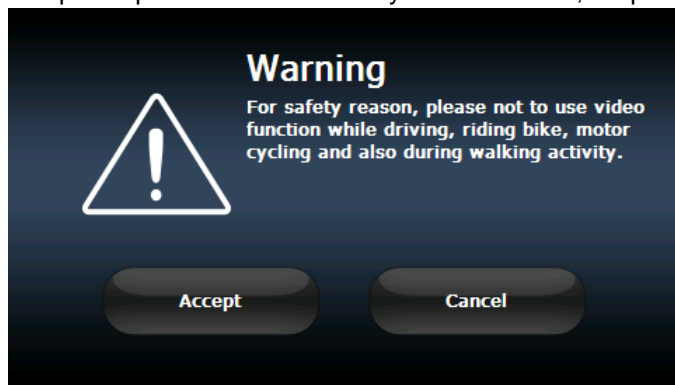 Warning
For safety reason, please not to use video
function while driving, riding bike, motor
cycling and also during walking activity.
Accept
Cancel